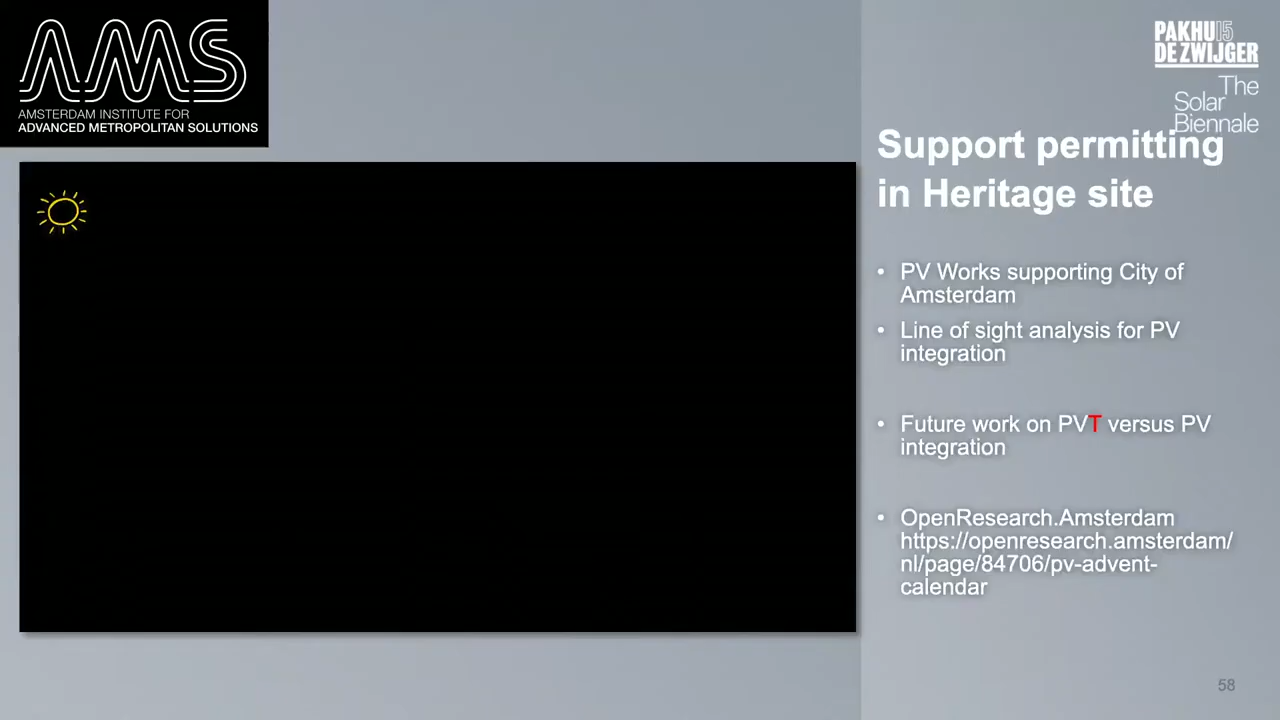 AMS
AMSTERDAM INSTITUTE FOR
ADVANCED METROPOLITAN SOLUTIONS
PAKHU15
DE ZWIJGER
The
Solar
Biennale
Support permitting
in Heritage site
• PV Works supporting City of
Amsterdam
• Line of sight analysis for PV
integration
• Future work on PVT versus PV
integration
• OpenResearch.Amsterdam
https://openresearch.amsterdam/
nl/page/84706/pv-advent-
calendar
58